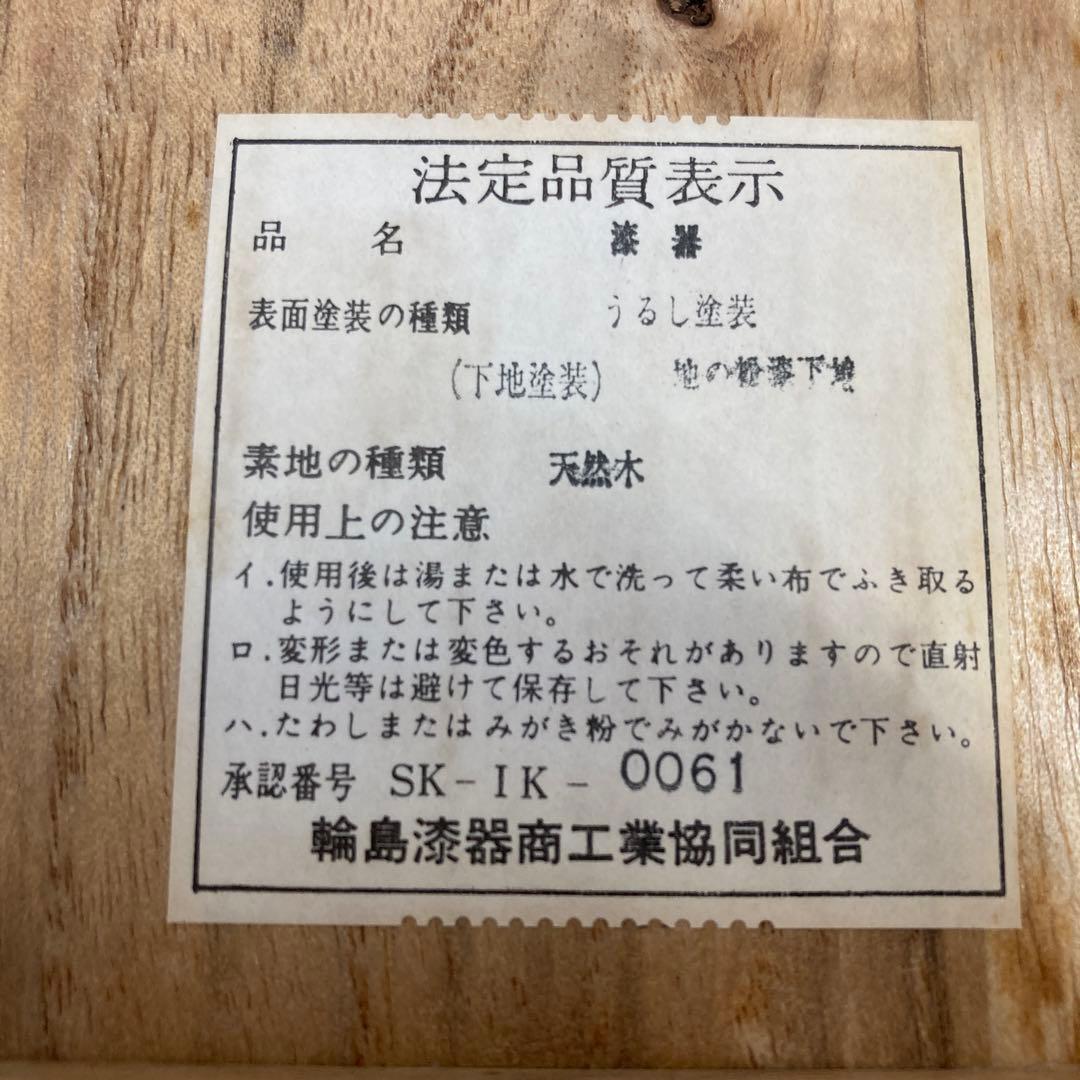 法定品質表示
品名 漆器
表面塗装の種類 うるし塗装
(下地塗装) 地の粉漆下地
素地の種類 天然木
使用上の注意
イ.使用後は湯または水で洗って柔い布でふき取る
ようにして下さい。
ロ.変形または変色するおそれがありますので直射
日光等は避けて保存して下さい。
ハ.たわしまたはみがき粉でみがかないで下さい。
承認番号 SK-IK-0061
輪島漆器商工業協同組合